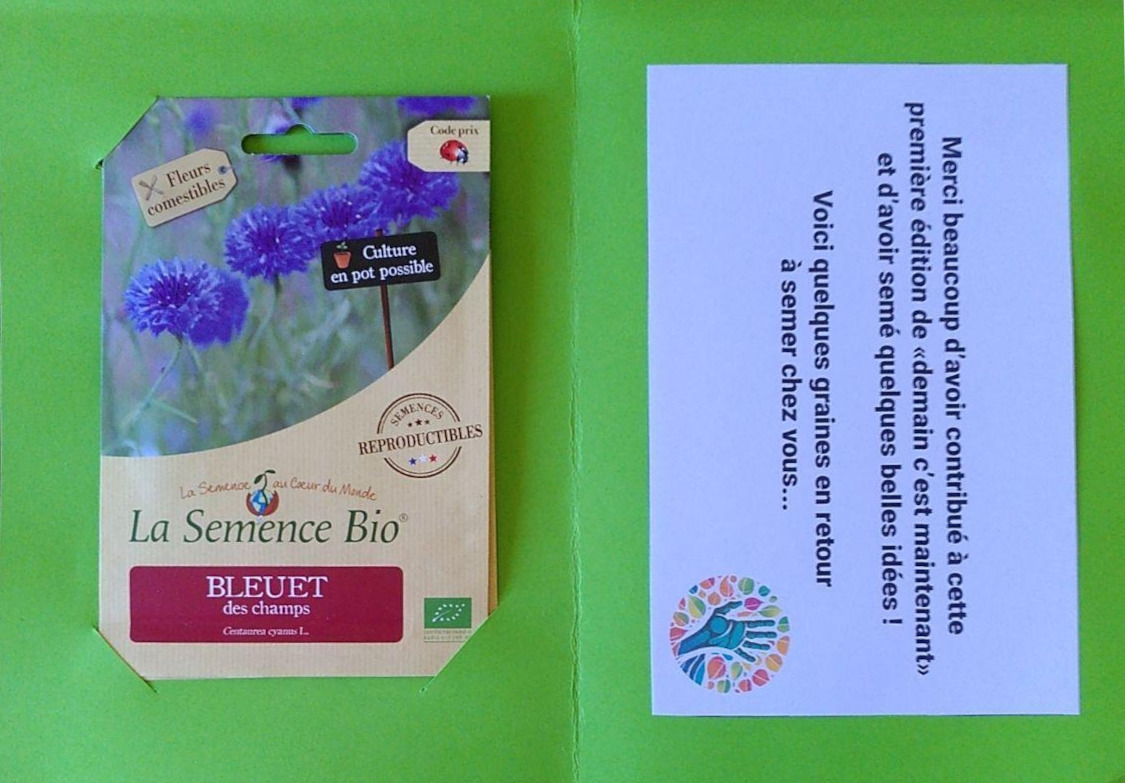 Code prix
Fleurs
comestibles
Culture
en pot possible
SEMENCES
REPRODUCTIBLES
La Semence au Cœur du Monde
La Semence Bio®
BLEUET
des champs
Centaurea cyanus L.
Merci beaucoup d'avoir contribué à cette
première édition de «demain c'est maintenant»
et d'avoir semé quelques belles idées !
Voici quelques graines en retour
à semer chez vous...